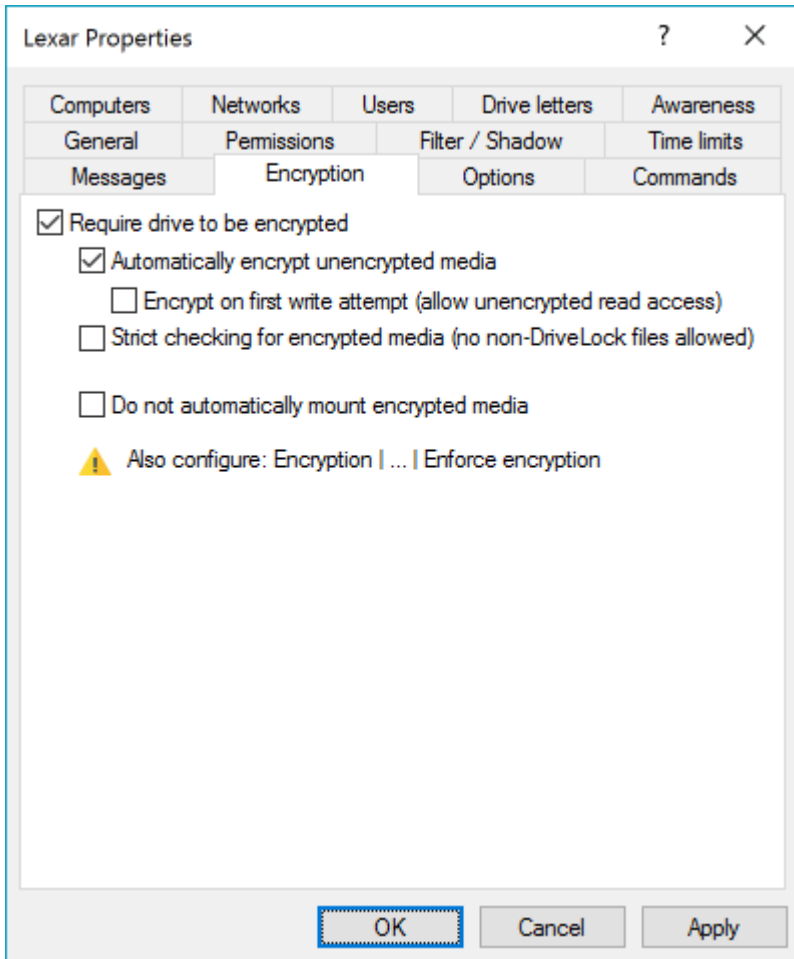 Lexar Properties ?
Computers Networks Users Drive letters Awareness
General Permissions Filter / Shadow Time limits
Messages Encryption Options Commands
Require drive to be encrypted
Automatically encrypt unencrypted media
Encrypt on first write attempt (allow unencrypted read access)
Strict checking for encrypted media (no non-DriveLock files allowed)
Do not automatically mount encrypted media
Also configure: Encryption | ... | Enforce encryption
OK Cancel Apply